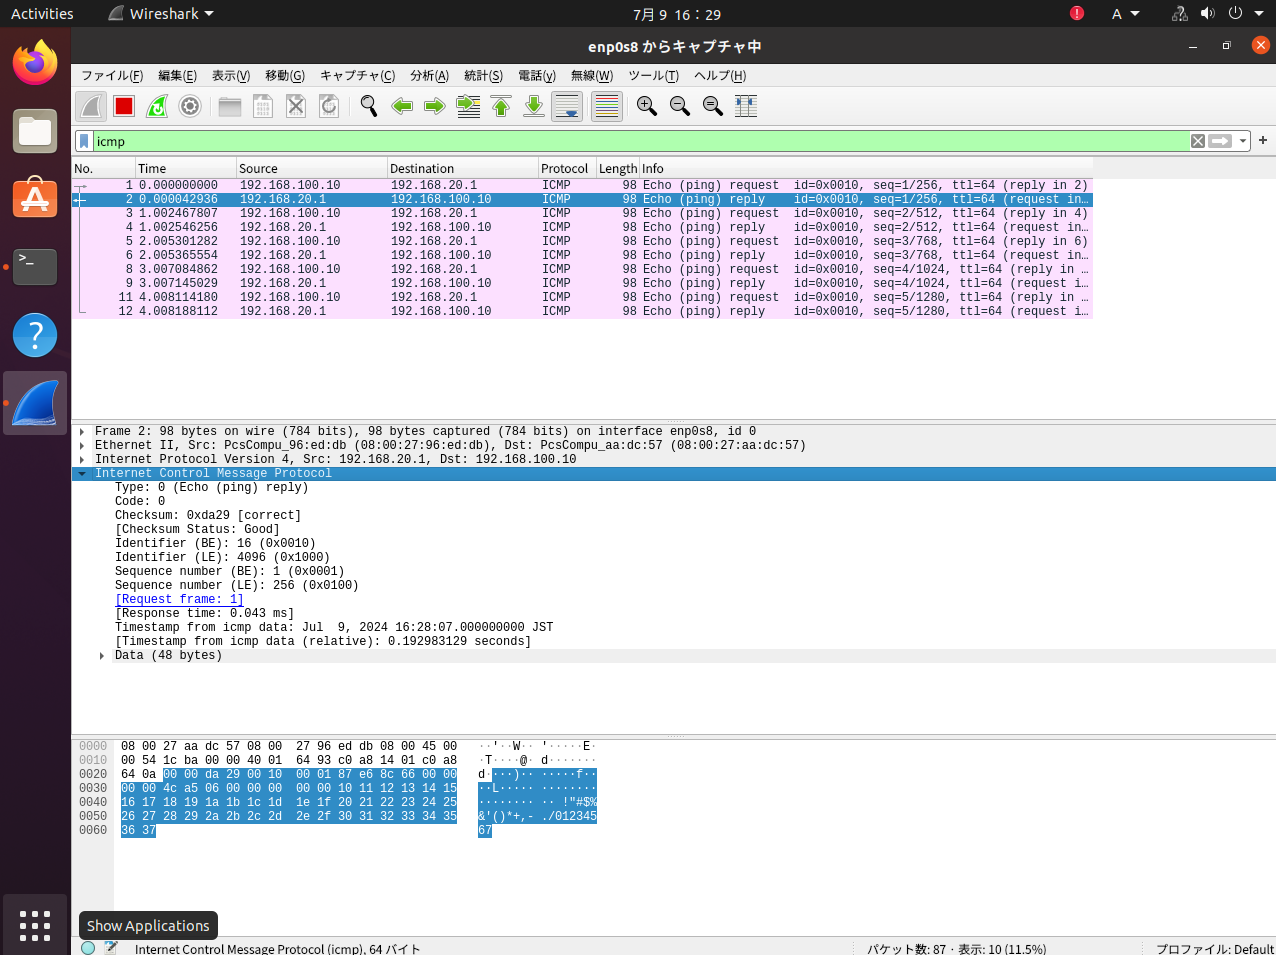 Activities Wireshark 7月 9 16：29 A
enp0s8 からキャプチャ中
ファイル(F) 編集(E) 表示(V) 移動(G) キャプチャ(C) 分析(A) 統計(S) 電話(y) 無線(W) ツール(T) ヘルプ(H)
icmp
No. Time Source Destination Protocol Length Info
1 0.000000000 192.168.100.10 192.168.20.1 ICMP 98 Echo (ping) request id=0x0010, seq=1/256, ttl=64 (reply in 2)
2 0.000042936 192.168.20.1 192.168.100.10 ICMP 98 Echo (ping) reply id=0x0010, seq=1/256, ttl=64 (request in…
3 1.002467807 192.168.100.10 192.168.20.1 ICMP 98 Echo (ping) request id=0x0010, seq=2/512, ttl=64 (reply in 4)
4 1.002546256 192.168.20.1 192.168.100.10 ICMP 98 Echo (ping) reply id=0x0010, seq=2/512, ttl=64 (request in…
5 2.005301282 192.168.100.10 192.168.20.1 ICMP 98 Echo (ping) request id=0x0010, seq=3/768, ttl=64 (reply in 6)
6 2.005365554 192.168.20.1 192.168.100.10 ICMP 98 Echo (ping) reply id=0x0010, seq=3/768, ttl=64 (request in…
8 3.007084862 192.168.100.10 192.168.20.1 ICMP 98 Echo (ping) request id=0x0010, seq=4/1024, ttl=64 (reply in …
9 3.007145029 192.168.20.1 192.168.100.10 ICMP 98 Echo (ping) reply id=0x0010, seq=4/1024, ttl=64 (request i…
11 4.008114180 192.168.100.10 192.168.20.1 ICMP 98 Echo (ping) request id=0x0010, seq=5/1280, ttl=64 (reply in …
12 4.008188112 192.168.20.1 192.168.100.10 ICMP 98 Echo (ping) reply id=0x0010, seq=5/1280, ttl=64 (request i…
Frame 2: 98 bytes on wire (784 bits), 98 bytes captured (784 bits) on interface enp0s8, id 0
Ethernet II, Src: PcsCompu_96:ed:db (08:00:27:96:ed:db), Dst: PcsCompu_aa:dc:57 (08:00:27:aa:dc:57)
Internet Protocol Version 4, Src: 192.168.20.1, Dst: 192.168.100.10
Internet Control Message Protocol
Type: 0 (Echo (ping) reply)
Code: 0
Checksum: 0xda29 [correct]
[Checksum Status: Good]
Identifier (BE): 16 (0x0010)
Identifier (LE): 4096 (0x1000)
Sequence number (BE): 1 (0x0001)
Sequence number (LE): 256 (0x0100)
[Request frame: 1]
[Response time: 0.043 ms]
Timestamp from icmp data: Jul  9, 2024 16:28:07.000000000 JST
[Timestamp from icmp data (relative): 0.192983129 seconds]
Data (48 bytes)
0000 08 00 27 aa dc 57 08 00 27 96 ed db 08 00 45 00 ··'··W·· '·····E·
0010 00 54 1c ba 00 00 40 01 64 93 c0 a8 14 01 c0 a8 ·T····@· d·······
0020 64 0a 00 00 da 29 00 10 00 01 87 e6 8c 66 00 00 d····)·· ·····f··
0030 00 00 4c a5 06 00 00 00 00 00 10 11 12 13 14 15 ··L····· ········
0040 16 17 18 19 1a 1b 1c 1d 1e 1f 20 21 22 23 24 25 ········ ·· !"#$%
0050 26 27 28 29 2a 2b 2c 2d 2e 2f 30 31 32 33 34 35 &'()*+,- ./012345
0060 36 37 67
Show Applications
Internet Control Message Protocol (icmp), 64 バイト パケット数: 87 · 表示: 10 (11.5%) プロファイル: Default